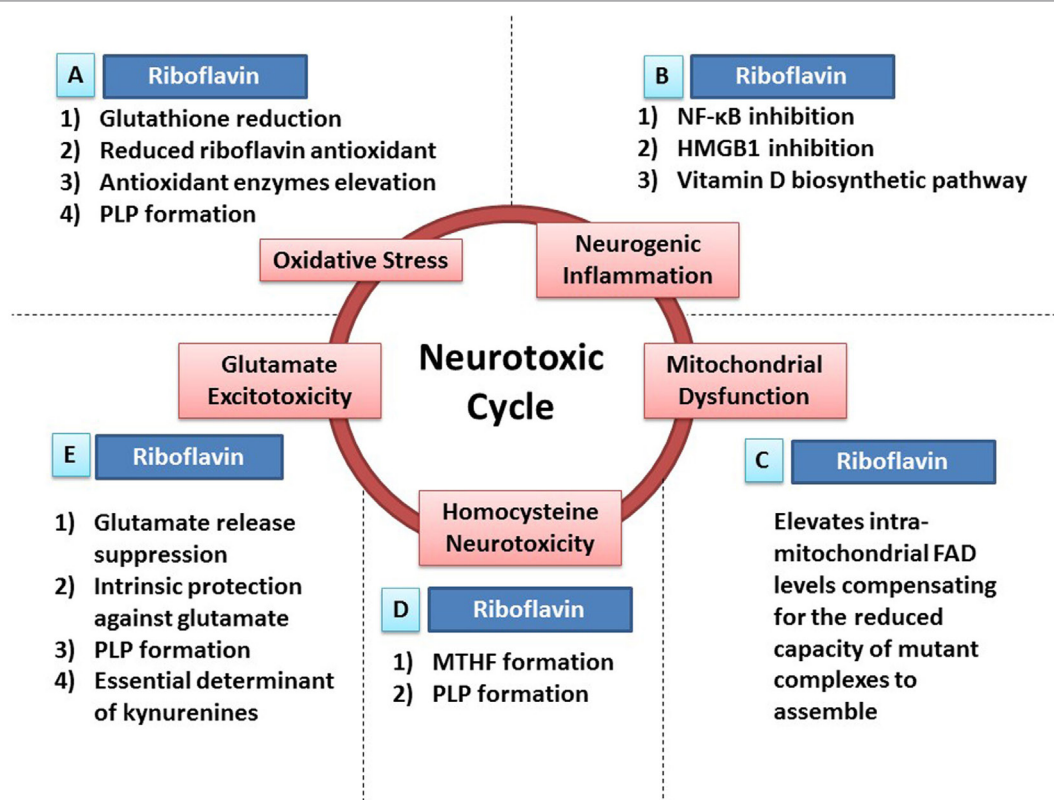 A
Riboflavin
1) Glutathione reduction
2) Reduced riboflavin antioxidant
3) Antioxidant enzymes elevation
4) PLP formation
B
Riboflavin
1) NF-κB inhibition
2) HMGB1 inhibition
3) Vitamin D biosynthetic pathway
Oxidative Stress
Neurogenic
Inflammation
Glutamate
Excitotoxicity
Neurotoxic
Cycle
Mitochondrial
Dysfunction
Homocysteine
Neurotoxicity
E
Riboflavin
1) Glutamate release
suppression
2) Intrinsic protection
against glutamate
3) PLP formation
4) Essential determinant
of kynurenines
D
Riboflavin
1) MTHF formation
2) PLP formation
C
Riboflavin
Elevates intra-
mitochondrial FAD
levels compensating
for the reduced
capacity of mutant
complexes to
assemble